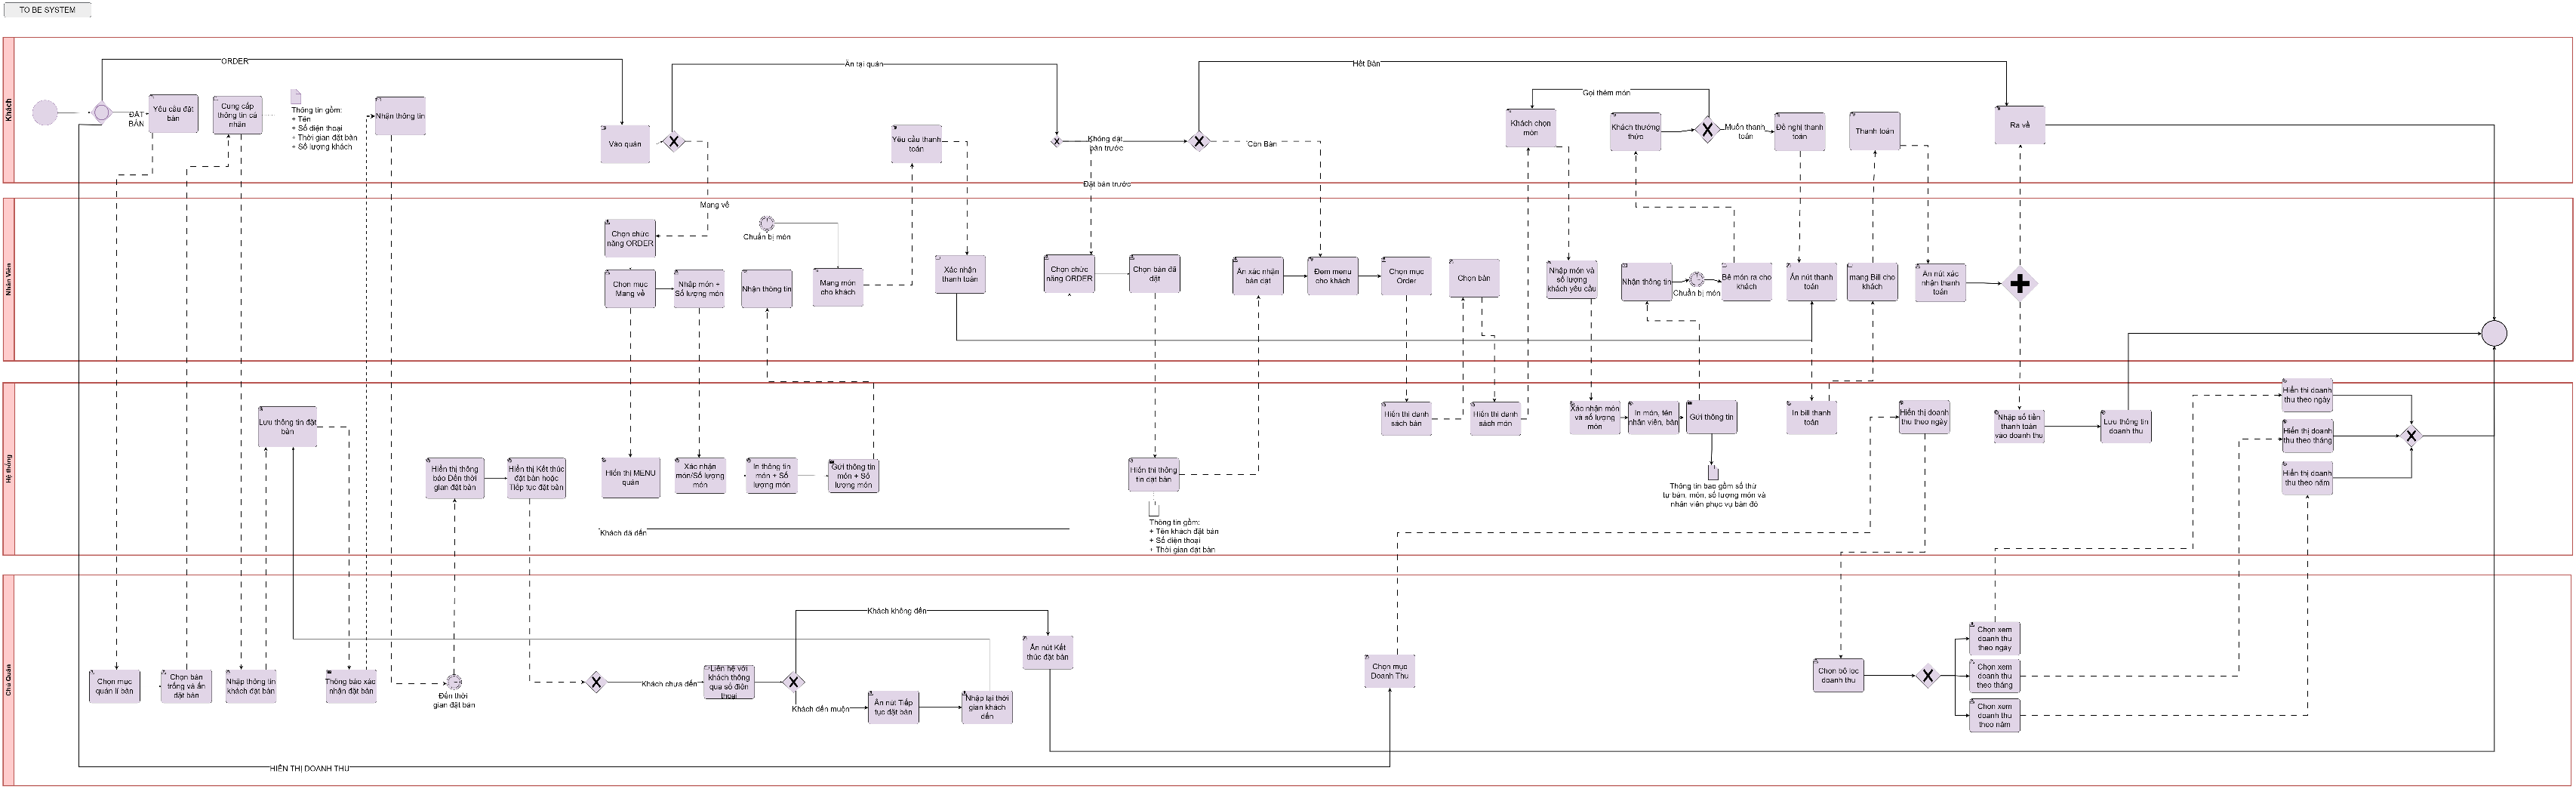 TO BE SYSTEM
Khách
ORDER
ĐẶT
BÀN
Yêu cầu đặt
bàn
Cung cấp
thông tin cá
nhân
Thông tin gồm:
+ Tên
+ Số điện thoại
+ Thời gian đặt bàn
+ Số lượng khách
Nhận thông tin
Vào quán
Ăn tại quán
Yêu cầu thanh
toán
Không đặt
bàn trước
Đặt bàn trước
Hết Bàn
Còn Bàn
Khách chọn
món
Gọi thêm món
Khách thưởng
thức
Muốn thanh
toán
Đề nghị thanh
toán
Thanh toán
Ra về
Nhân Viên
Mang về
Chọn chức
năng ORDER
Chuẩn bị món
Chọn mục
Mang về
Nhập món +
Số lượng món
Nhận thông tin
Mang món
cho khách
Xác nhận
thanh toán
Chọn chức
năng ORDER
Chọn bàn đã
đặt
Ấn xác nhận
bàn đặt
Đem menu
cho khách
Chọn mục
Order
Chọn bàn
Nhập món và
số lượng
khách yêu cầu
Nhận thông tin
Chuẩn bị món
Bê món ra cho
khách
Ấn nút thanh
toán
mang Bill cho
khách
Ấn nút xác
nhận thanh
toán
Hệ thống
Lưu thông tin đặt
bàn
Hiển thị thông
báo Đến thời
gian đặt bàn
Hiển thị Kết thúc
đặt bàn hoặc
Tiếp tục đặt bàn
Hiển thị MENU
quán
Xác nhận
món/Số lượng
món
In thông tin
món + Số
lượng món
Gửi thông tin
món + Số
lượng món
Khách đã đến
Hiển thị thông
tin đặt bàn
Thông tin gồm:
+ Tên khách đặt bàn
+ Số điện thoại
+ Thời gian đặt bàn
Hiển thị danh
sách bàn
Hiển thị danh
sách món
Xác nhận món
và số lượng
món
In món, tên
nhân viên, bàn
Gửi thông tin
Thông tin bao gồm số thứ
tự bàn, món, số lượng món và
nhân viên phục vụ bàn đó
In bill thanh
toán
Hiển thị doanh
thu theo ngày
Nhập số tiền
thanh toán
vào doanh thu
Lưu thông tin
doanh thu
Hiển thị doanh
thu theo ngày
Hiển thị doanh
thu theo tháng
Hiển thị doanh
thu theo năm
Chủ Quán
Chọn mục
quản lí bàn
Chọn bàn
trống và ấn
đặt bàn
Nhập thông tin
khách đặt bàn
Thông báo xác
nhận đặt bàn
Đến thời
gian đặt bàn
Khách chưa đến
Liên hệ với
khách thông
qua số điện
thoại
Khách không đến
Khách đến muộn
Ấn nút Tiếp
tục đặt bàn
Nhập lại thời
gian khách
đến
Ấn nút Kết
thúc đặt bàn
Chọn mục
Doanh Thu
Chọn bộ lọc
doanh thu
Chọn xem
doanh thu
theo ngày
Chọn xem
doanh thu
theo tháng
Chọn xem
doanh thu
theo năm
HIỂN THỊ DOANH THU